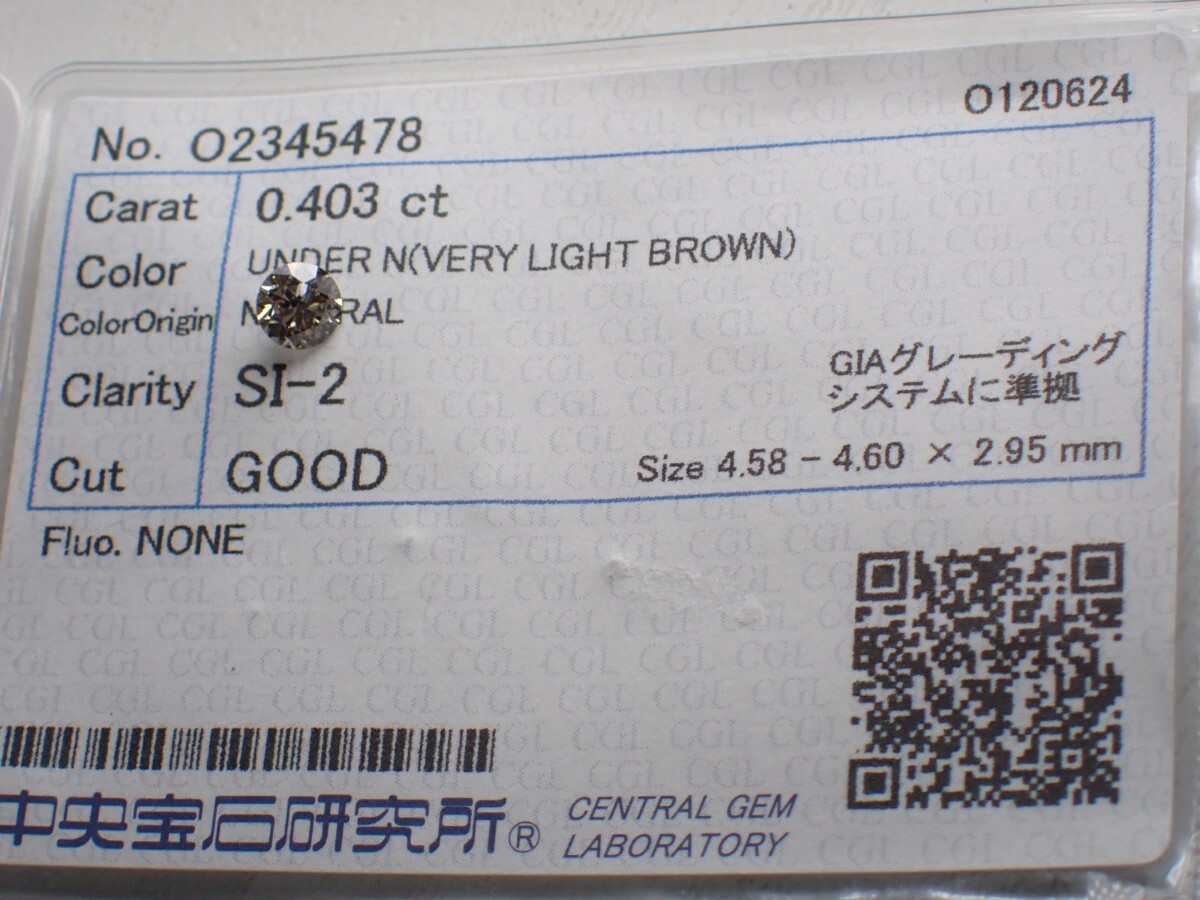 O120624
No. O2345478
Carat 0.403 ct
Color UNDER N(VERY LIGHT BROWN)
ColorOrigin
Clarity SI-2
GIAグレーディング
システムに準拠
Cut GOOD Size 4.58 - 4.60 × 2.95 mm
Fluo. NONE
中央宝石研究所® CENTRAL GEM
LABORATORY